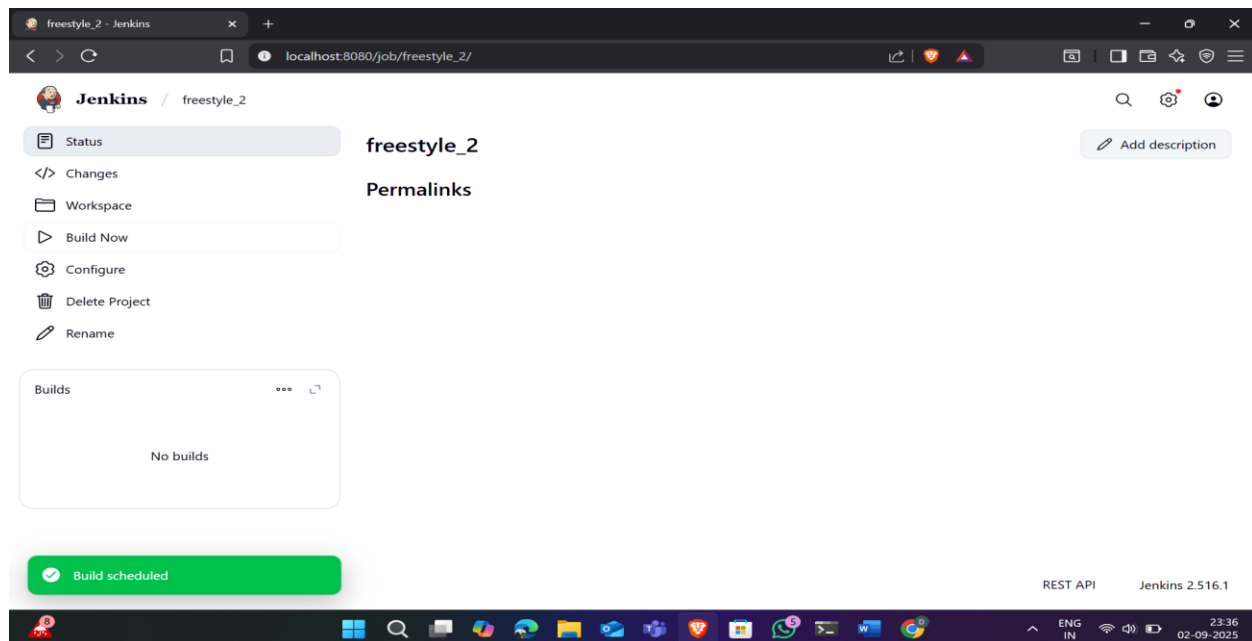 freestyle_2 - Jenkins
localhost:8080/job/freestyle_2/
Jenkins / freestyle_2
Status
Changes
Workspace
Build Now
Configure
Delete Project
Rename
freestyle_2
Add description
Permalinks
Builds
No builds
Build scheduled
REST API Jenkins 2.516.1
8
5
ENG
IN
23:36
02-09-2025